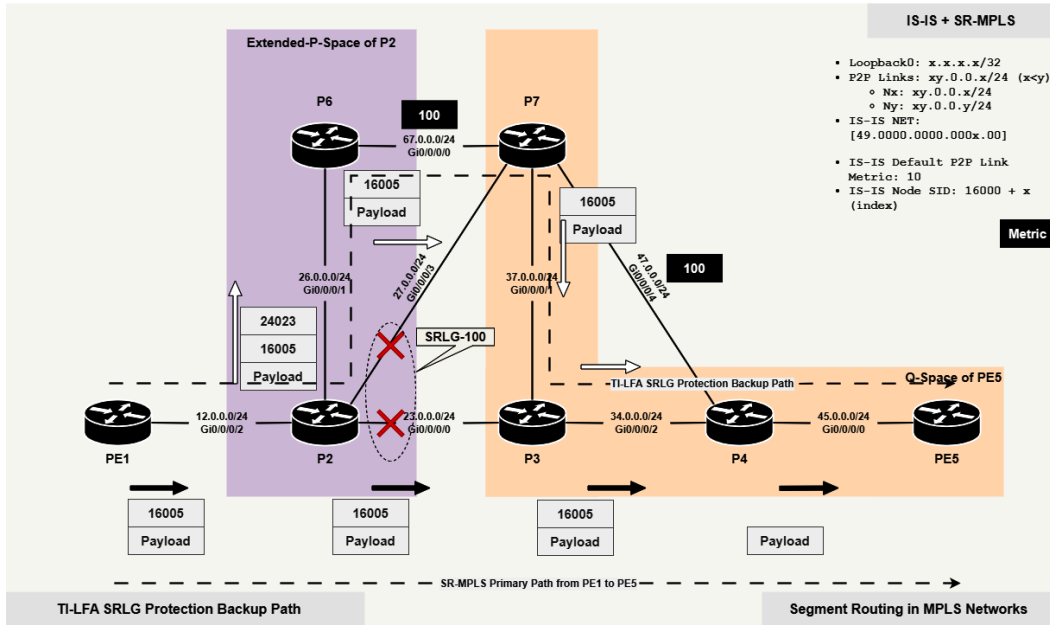 IS-IS + SR-MPLS
Extended-P-Space of P2
• Loopback0: x.x.x.x/32
• P2P Links: xy.0.0.x/24 (x<y)
Nx: xy.0.0.x/24
Ny: xy.0.0.y/24
• IS-IS NET:
[49.0000.0000.000x.00]
• IS-IS Default P2P Link
Metric: 10
• IS-IS Node SID: 16000 + x
(index)
Metric
P6
P7
100
67.0.0.0/24
Gi0/0/0/0
16005
Payload
16005
Payload
26.0.0.0/24
Gi0/0/0/1
27.0.0.0/24
Gi0/0/0/3
37.0.0.0/24
Gi0/0/0/1
47.0.0.0/24
Gi0/0/0/4
100
24023
16005
Payload
SRLG-100
TI-LFA SRLG Protection Backup Path
Q-Space of PE5
12.0.0.0/24
Gi0/0/0/2
23.0.0.0/24
Gi0/0/0/0
34.0.0.0/24
Gi0/0/0/2
45.0.0.0/24
Gi0/0/0/0
PE1
P2
P3
P4
PE5
16005
Payload
16005
Payload
16005
Payload
Payload
SR-MPLS Primary Path from PE1 to PE5
TI-LFA SRLG Protection Backup Path
Segment Routing in MPLS Networks